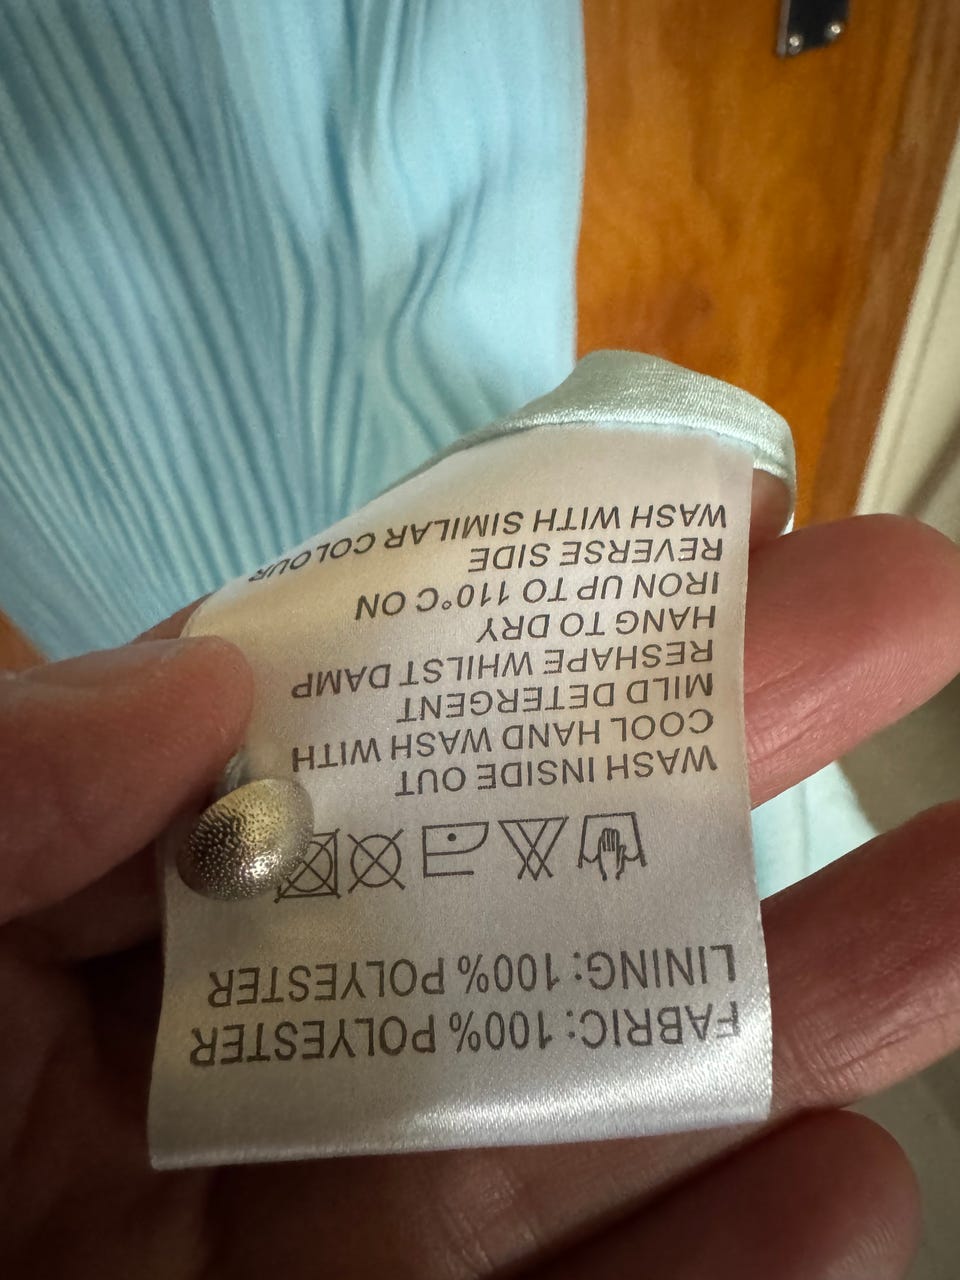 FABRIC: 100% POLYESTER
LINING: 100% POLYESTER
WASH INSIDE OUT
COOL HAND WASH WITH
MILD DETERGENT
RESHAPE WHILST DAMP
HANG TO DRY
IRON UP TO 110°C ON
REVERSE SIDE
WASH WITH SIMILAR COLOUR